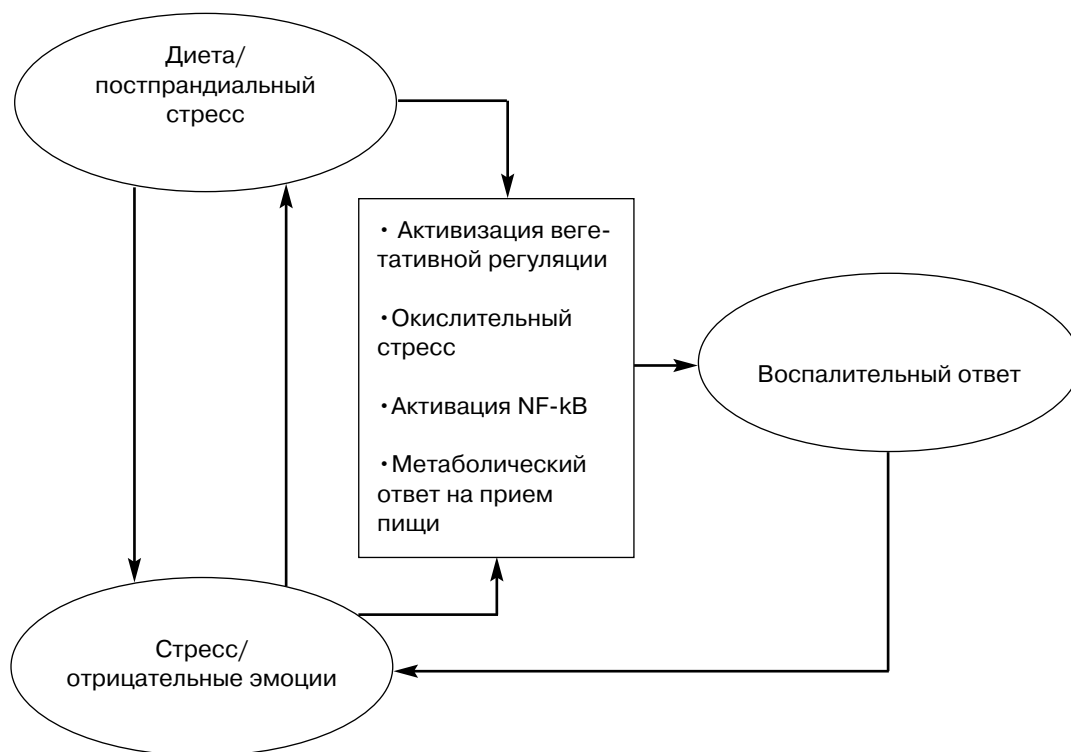 Диета/
постпрандиальный
стресс
• Активизация веге-
тативной регуляции
• Окислительный
стресс
• Активация NF-kB
• Метаболический
ответ на прием
пищи
Воспалительный ответ
Стресс/
отрицательные эмоции